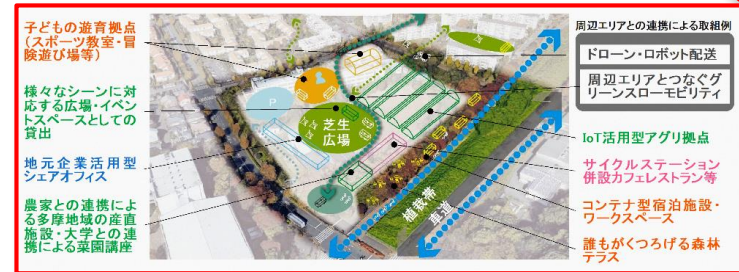 子どもの遊育拠点
（スポーツ教室・冒
険遊び場等）
様々なシーンに対
応する広場・イベン
トスペースとしての
貸出
地元企業活用型
シェアオフィス
農家との連携によ
る多摩地域の産直
施設・大学との連
携による菜園講座
P
芝生
広場
植栽帯
車道
周辺エリアとの連携による取組例
ドローン・ロボット配送
周辺エリアとつなぐグ
リーンスローモビリティ
IoT活用型アグリ拠点
サイクルステーション
併設カフェレストラン等
コンテナ型宿泊施設・
ワークスペース
誰もがくつろげる森林
テラス